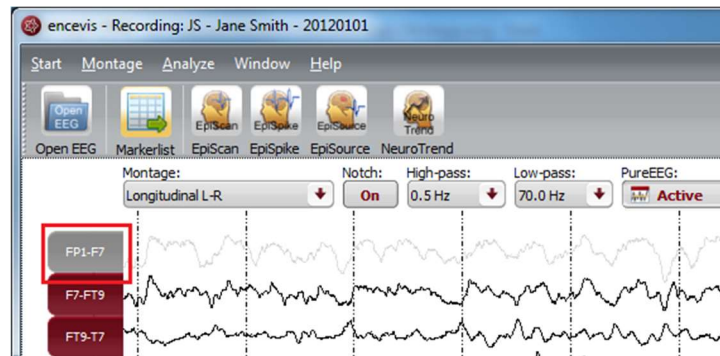 encevis - Recording: JS - Jane Smith - 20120101
Start Montage Analyze Window Help
Open EEG
EpiScan EpiSpike EpiSource Neuro Trend
Open EEG Markerlist EpiScan EpiSpike EpiSource NeuroTrend
Montage: Notch: High-pass: Low-pass: PureEEG:
Longitudinal L-R On 0.5 Hz 70.0 Hz Active
FP1-F7
F7-FT9
FT9-T7